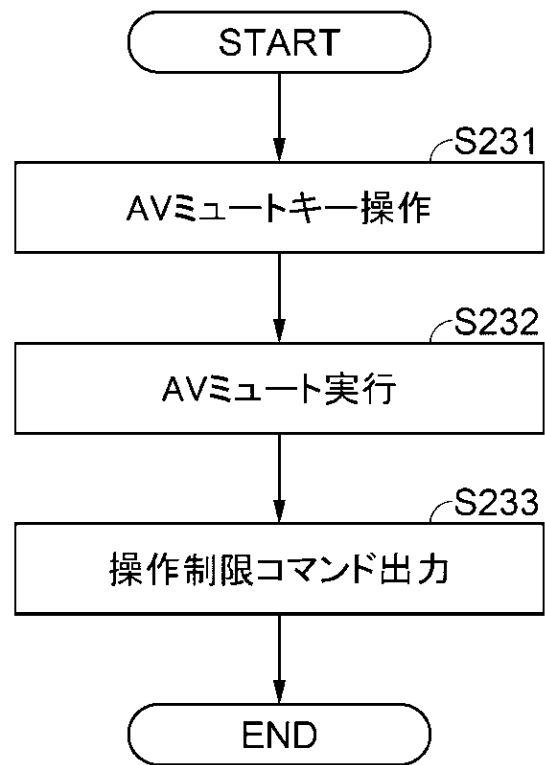 START
S231
AVミュートキー操作
S232
AVミュート実行
S233
操作制限コマンド出力
END